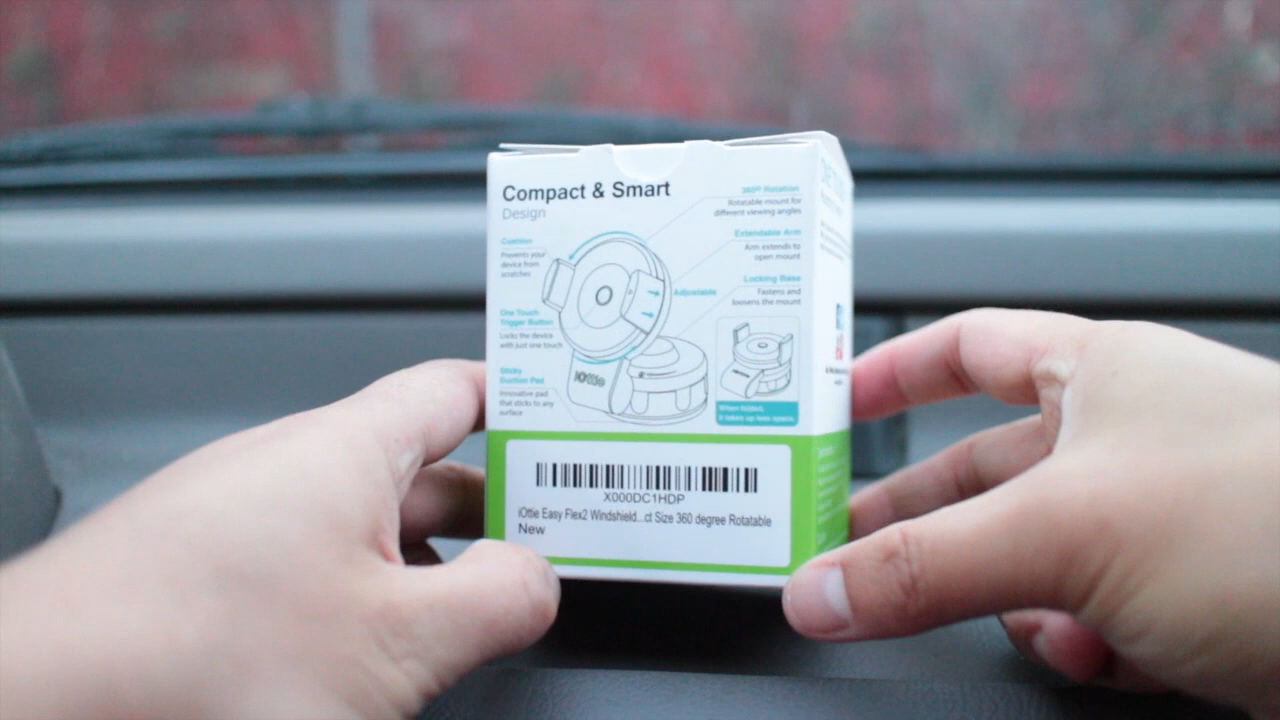 Compact & Smart
Design
360º Rotation
Rotatable mount for
different viewing angles
Cushion
Prevents your
device from
scratches
Extendable Arm
Arm extends to
open mount
Adjustable
Locking Base
Fastens and
loosens the mount
One Touch
Trigger Button
Locks the device
with just one touch
Sticky
Suction Pad
Innovative pad
that sticks to any
surface
iOttie
When folded,
it takes up less space.
X000DC1HDP
iOttie Easy Flex2 Windshield...ct Size 360 degree Rotatable
New